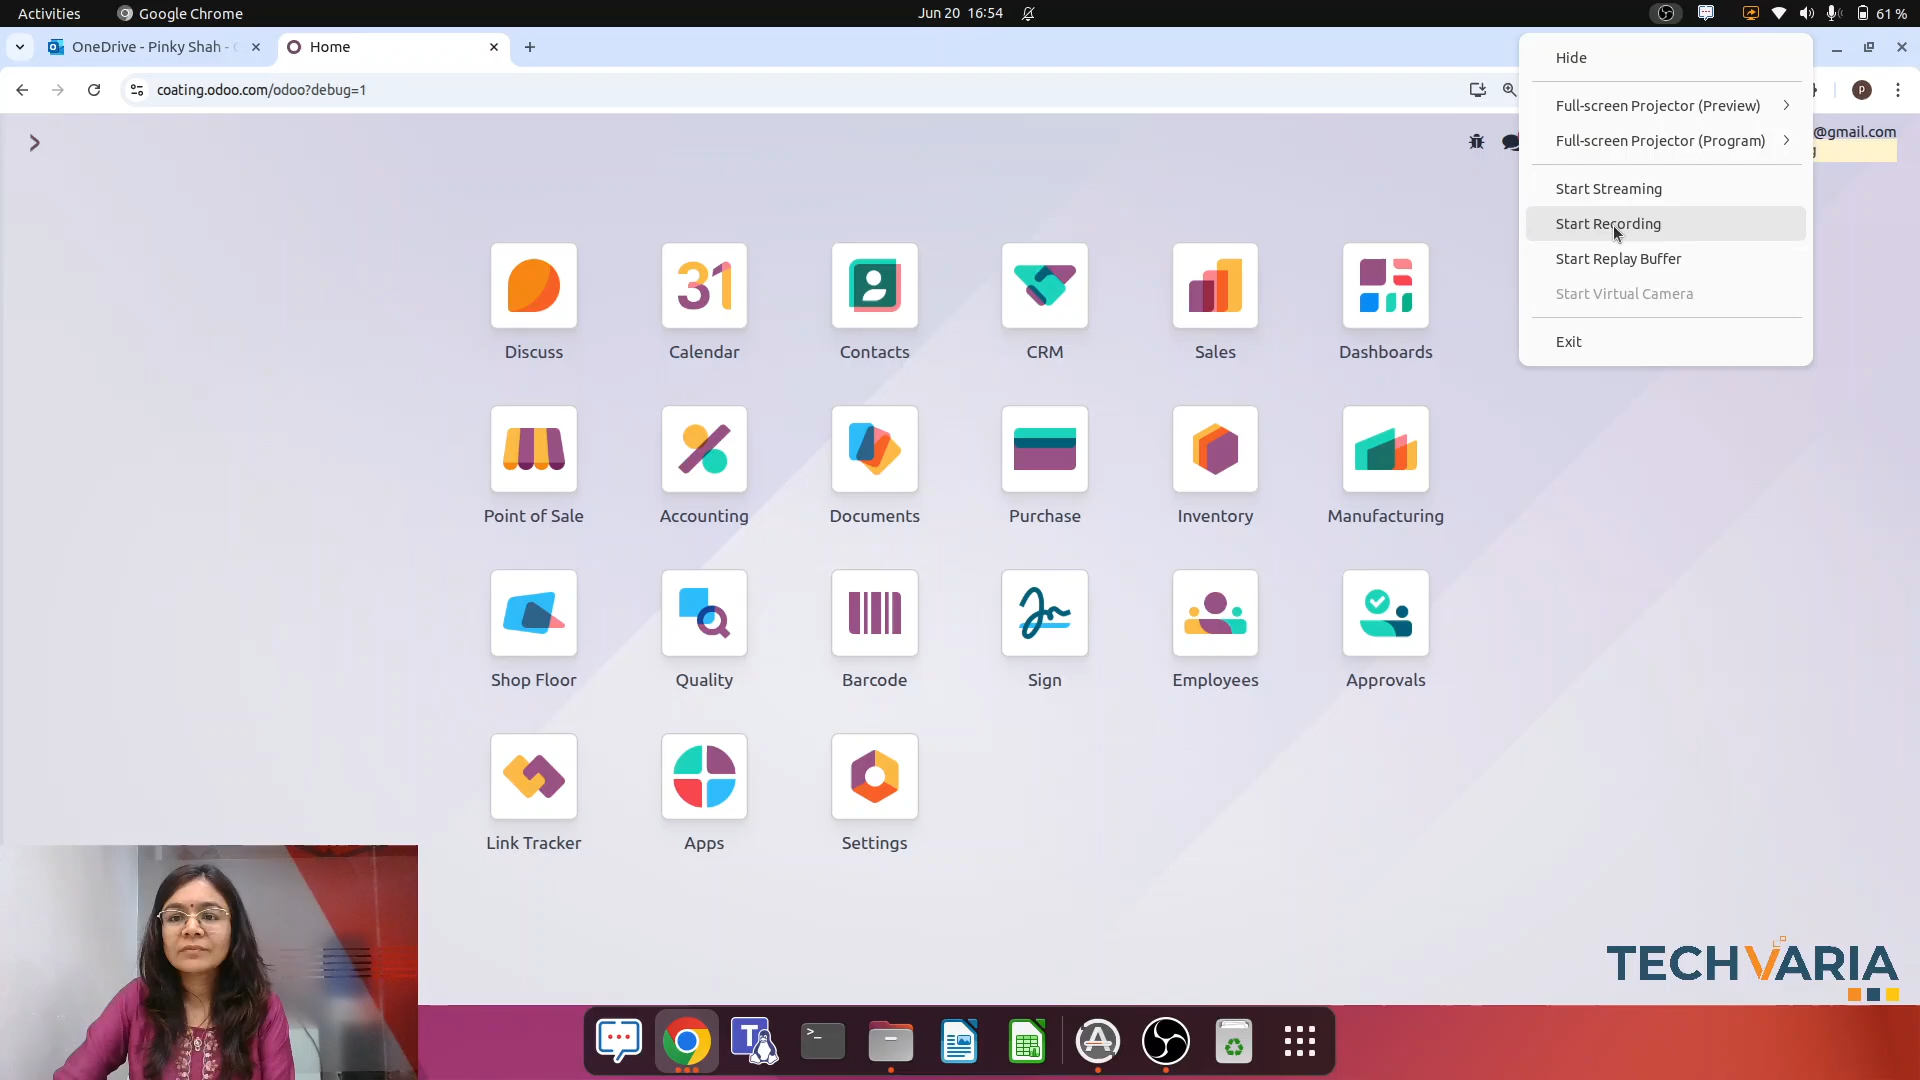 Activities
Google Chrome
Jun 20 16:54
61 %
OneDrive - Pinky Shah -
Home
coating.odoo.com/odoo?debug=1
P
@gmail.com
Hide
Full-screen Projector (Preview)
Full-screen Projector (Program)
Start Streaming
Start Recording
Start Replay Buffer
Start Virtual Camera
Exit
31
Discuss
Calendar
Contacts
CRM
Sales
Dashboards
Point of Sale
Accounting
Documents
Purchase
Inventory
Manufacturing
Shop Floor
Quality
Barcode
Sign
Employees
Approvals
Link Tracker
Apps
Settings
TECHVARIA
T
>_